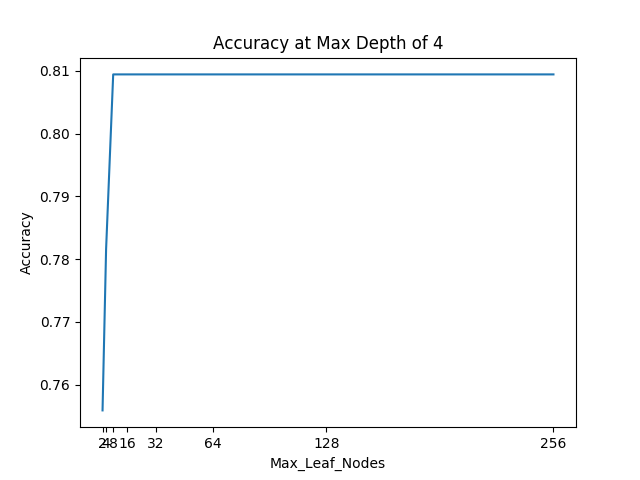 Accuracy at Max Depth of 4
0.81
0.80
0.79
0.78
0.77
0.76
Accuracy
2 4 8 16 32 64 128 256
Max_Leaf_Nodes